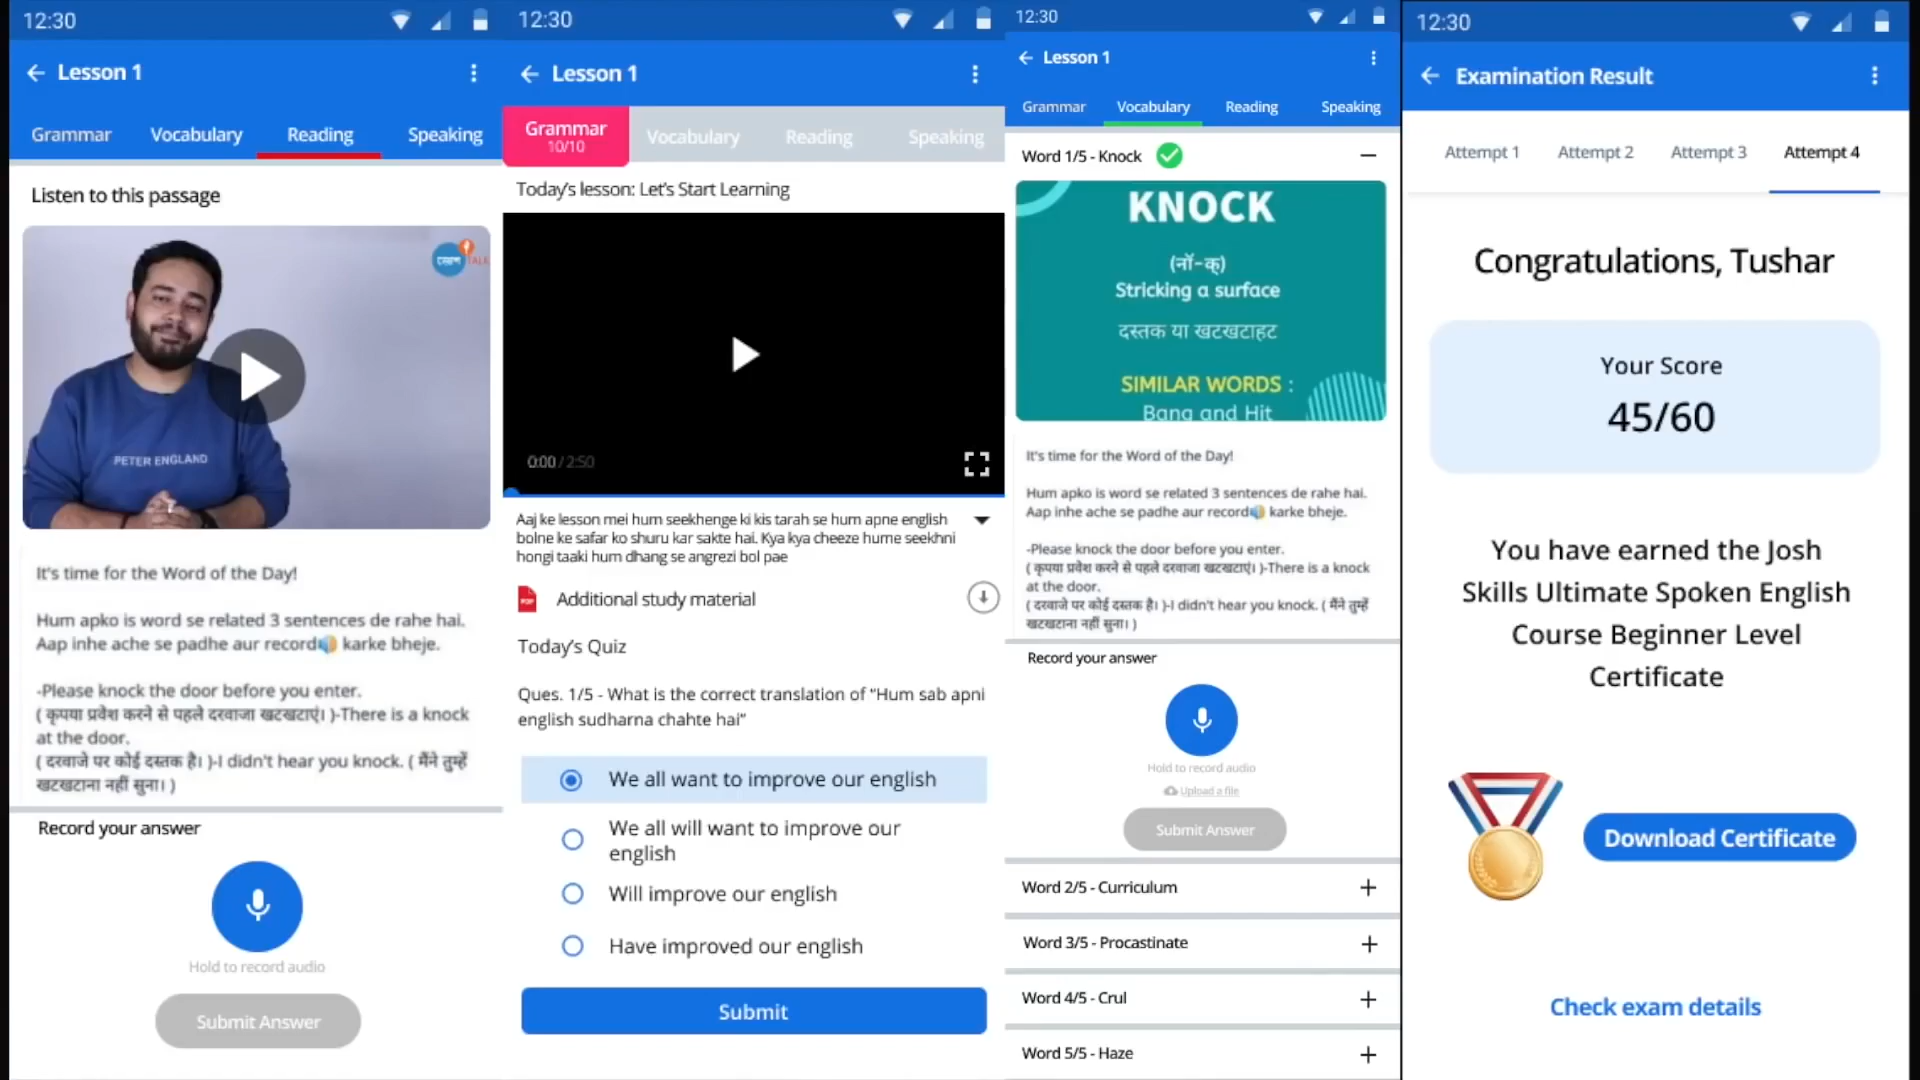 12:30
Lesson 1
Grammar
Vocabulary
Reading
Speaking
Listen to this passage
TALK
PETER ENGLAND
It's time for the Word of the Day!
Hum apko is word se related 3 sentences de rahe hai.
Aap inhe ache se padhe aur record🔊 karke bheje.
-Please knock the door before you enter.
( कृपया प्रवेश करने से पहले दरवाजा खटखटाएं। )-There is a knock
at the door.
( दरवाजे पर कोई दस्तक है। )-I didn't hear you knock. ( मैंने तुम्हें
खटखटाना नहीं सुना। )
Record your answer
Hold to record audio
Submit Answer
12:30
Lesson 1
Grammar
10/10
Vocabulary
Reading
Speaking
Today's lesson: Let's Start Learning
0:00 / 2:50
Aaj ke lesson mei hum seekhenge ki kis tarah se hum apne english
bolne ke safar ko shuru kar sakte hai. Kya kya cheeze hume seekhni
hongi taaki hum dhang se angrezi bol pae
PDF
Additional study material
Today's Quiz
Ques. 1/5 - What is the correct translation of “Hum sab apni
english sudharna chahte hai”
We all want to improve our english
We all will want to improve our
english
Will improve our english
Have improved our english
Submit
12:30
Lesson 1
Grammar
Vocabulary
Reading
Speaking
Word 1/5 - Knock
KNOCK
(नॉ-क्)
Stricking a surface
दस्तक या खटखटाहट
SIMILAR WORDS :
Bang and Hit
It's time for the Word of the Day!
Hum apko is word se related 3 sentences de rahe hai.
Aap inhe ache se padhe aur record🔊 karke bheje.
-Please knock the door before you enter.
( कृपया प्रवेश करने से पहले दरवाजा खटखटाएं। )-There is a knock
at the door.
( दरवाजे पर कोई दस्तक है। )-I didn't hear you knock. ( मैंने तुम्हें
खटखटाना नहीं सुना। )
Record your answer
Hold to record audio
Upload a file
Submit Answer
Word 2/5 - Curriculum
Word 3/5 - Procastinate
Word 4/5 - Crul
Word 5/5 - Haze
12:30
Examination Result
Attempt 1
Attempt 2
Attempt 3
Attempt 4
Congratulations, Tushar
Your Score
45/60
You have earned the Josh
Skills Ultimate Spoken English
Course Beginner Level
Certificate
Download Certificate
Check exam details